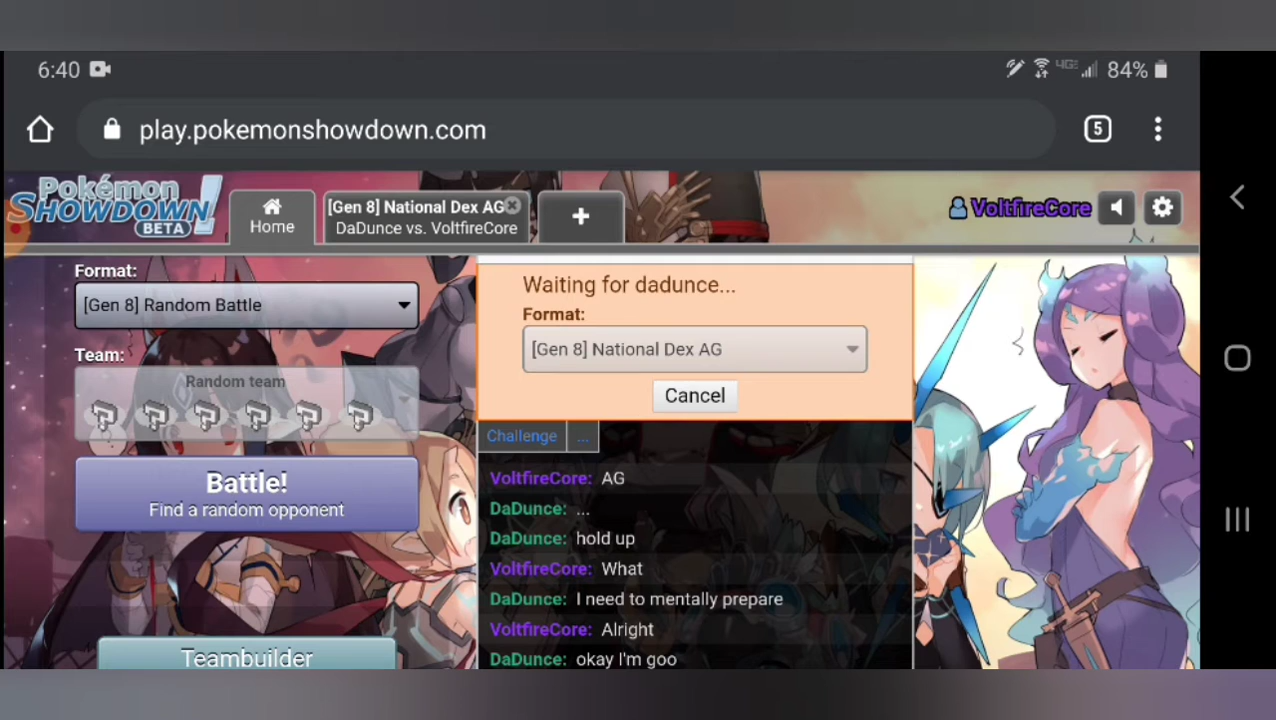 6:40
4GE 84%
play.pokemonshowdown.com
5
Pokémon
SHOWDOWN!
BETA
Home
[Gen 8] National Dex AG
DaDunce vs. VoltfireCore
+
VoltfireCore
Format:
[Gen 8] Random Battle
Team:
Random team
? ? ? ? ? ?
Battle!
Find a random opponent
Teambuilder
Waiting for dadunce...
Format:
[Gen 8] National Dex AG
Cancel
Challenge ...
VoltfireCore: AG
DaDunce: ...
DaDunce: hold up
VoltfireCore: What
DaDunce: I need to mentally prepare
VoltfireCore: Alright
DaDunce: okay I'm goo